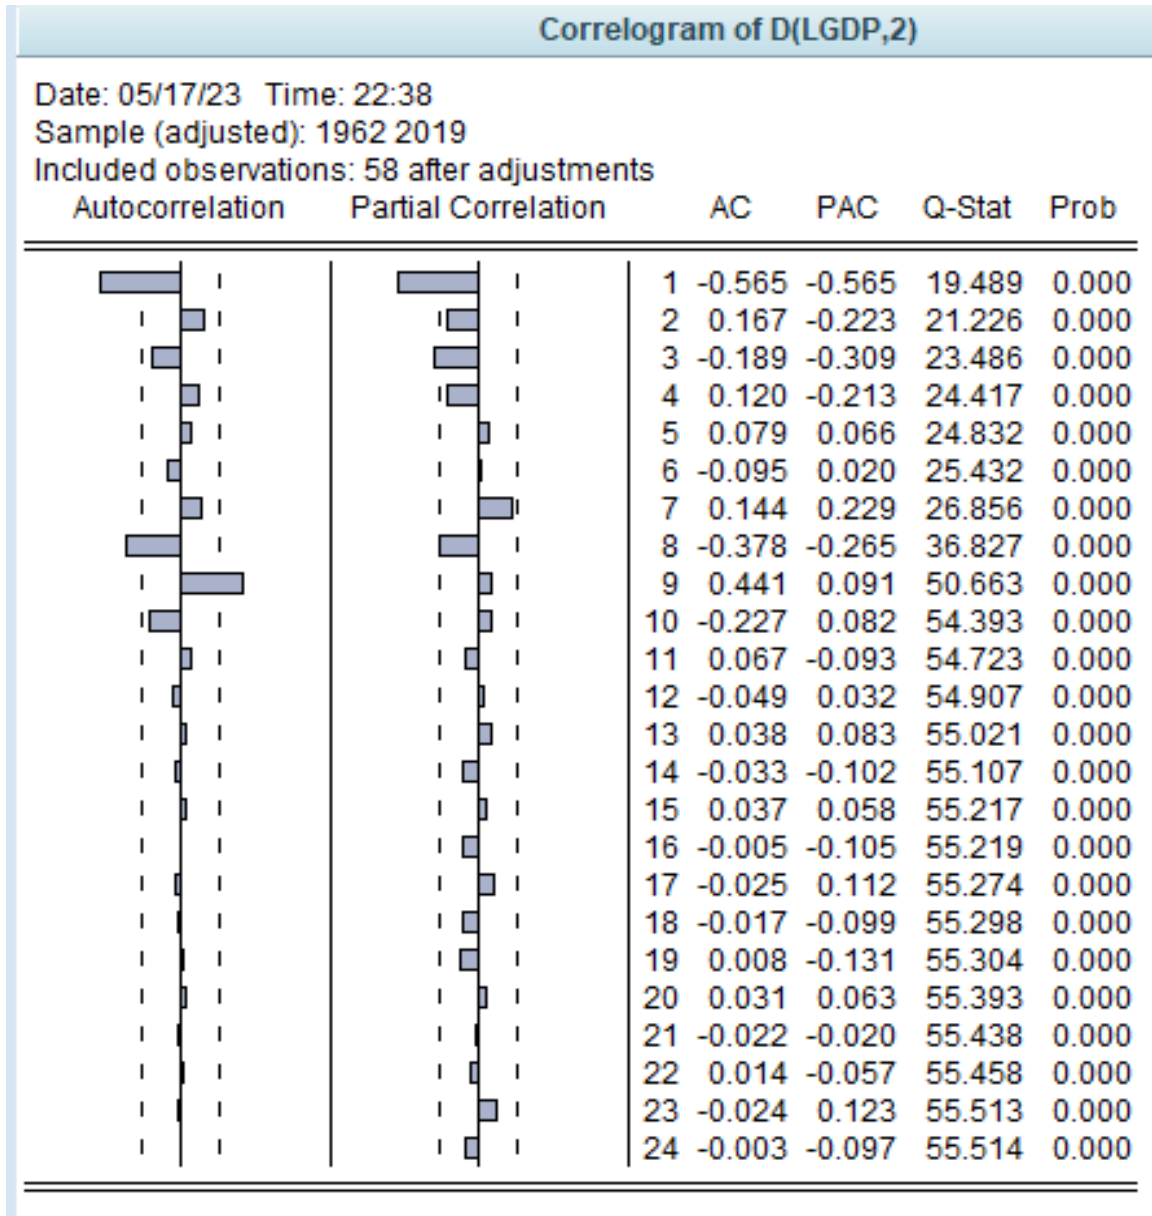 Correlogram of D(LGDP,2)
Date: 05/17/23 Time: 22:38
Sample (adjusted): 1962 2019
Included observations: 58 after adjustments
Autocorrelation Partial Correlation AC PAC Q-Stat Prob
1 -0.565 -0.565 19.489 0.000
2 0.167 -0.223 21.226 0.000
3 -0.189 -0.309 23.486 0.000
4 0.120 -0.213 24.417 0.000
5 0.079 0.066 24.832 0.000
6 -0.095 0.020 25.432 0.000
7 0.144 0.229 26.856 0.000
8 -0.378 -0.265 36.827 0.000
9 0.441 0.091 50.663 0.000
10 -0.227 0.082 54.393 0.000
11 0.067 -0.093 54.723 0.000
12 -0.049 0.032 54.907 0.000
13 0.038 0.083 55.021 0.000
14 -0.033 -0.102 55.107 0.000
15 0.037 0.058 55.217 0.000
16 -0.005 -0.105 55.219 0.000
17 -0.025 0.112 55.274 0.000
18 -0.017 -0.099 55.298 0.000
19 0.008 -0.131 55.304 0.000
20 0.031 0.063 55.393 0.000
21 -0.022 -0.020 55.438 0.000
22 0.014 -0.057 55.458 0.000
23 -0.024 0.123 55.513 0.000
24 -0.003 -0.097 55.514 0.000